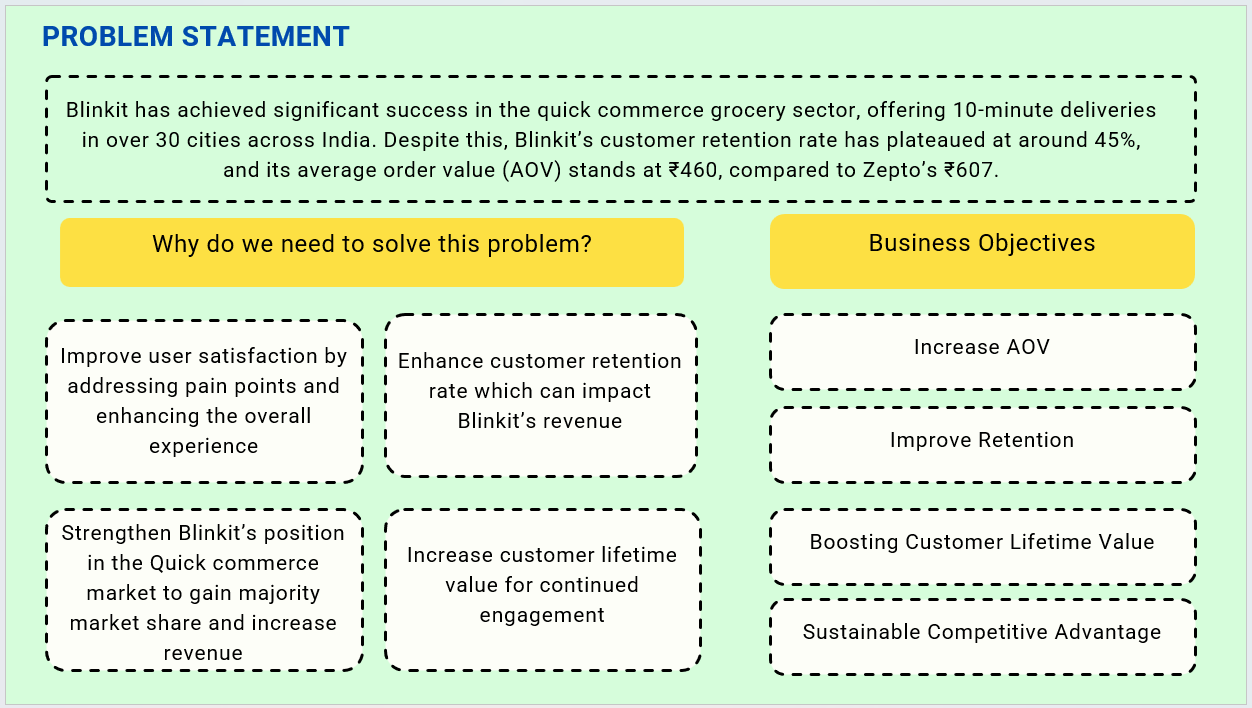 PROBLEM STATEMENT
Blinkit has achieved significant success in the quick commerce grocery sector, offering 10-minute deliveries
in over 30 cities across India. Despite this, Blinkit’s customer retention rate has plateaued at around 45%,
and its average order value (AOV) stands at ₹460, compared to Zepto’s ₹607.
Why do we need to solve this problem?
Improve user satisfaction by
addressing pain points and
enhancing the overall
experience
Enhance customer retention
rate which can impact
Blinkit’s revenue
Strengthen Blinkit’s position
in the Quick commerce
market to gain majority
market share and increase
revenue
Increase customer lifetime
value for continued
engagement
Business Objectives
Increase AOV
Improve Retention
Boosting Customer Lifetime Value
Sustainable Competitive Advantage